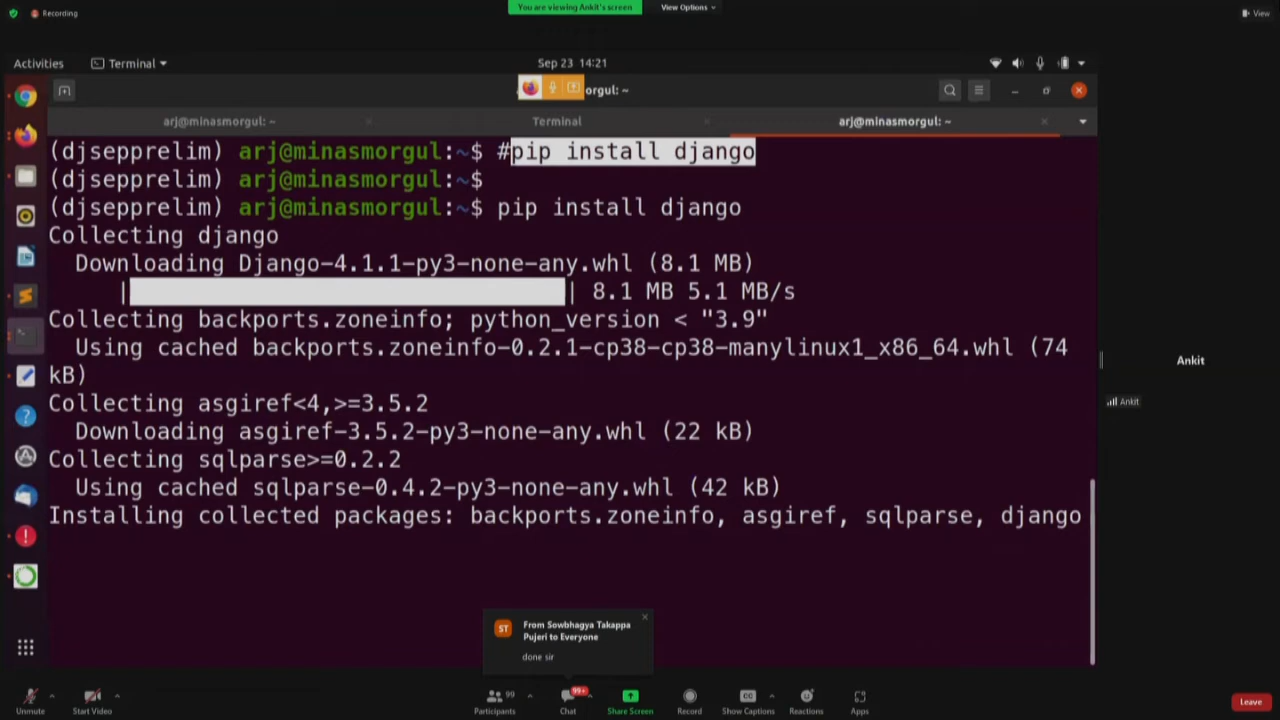 Recording
You are viewing Ankit's screen
View Options
View
Activities
Terminal
Sep 23 14:21
orgul: ~
arj@minasmorgul: ~
Terminal
arj@minasmorgul: ~
(djsepprelim) arj@minasmorgul:~$ #pip install django
(djsepprelim) arj@minasmorgul:~$
(djsepprelim) arj@minasmorgul:~$ pip install django
Collecting django
Downloading Django-4.1.1-py3-none-any.whl (8.1 MB)
| | 8.1 MB 5.1 MB/s
Collecting backports.zoneinfo; python_version < "3.9"
Using cached backports.zoneinfo-0.2.1-cp38-cp38-manylinux1_x86_64.whl (74
kB)
Collecting asgiref<4,>=3.5.2
Downloading asgiref-3.5.2-py3-none-any.whl (22 kB)
Collecting sqlparse>=0.2.2
Using cached sqlparse-0.4.2-py3-none-any.whl (42 kB)
Installing collected packages: backports.zoneinfo, asgiref, sqlparse, django
Ankit
Ankit
ST
From Sowbhagya Takappa
Pujeri to Everyone
done sir
Unmute
Start Video
99
Participants
99+
Chat
Share Screen
Record
CC
Show Captions
Reactions
Apps
Leave